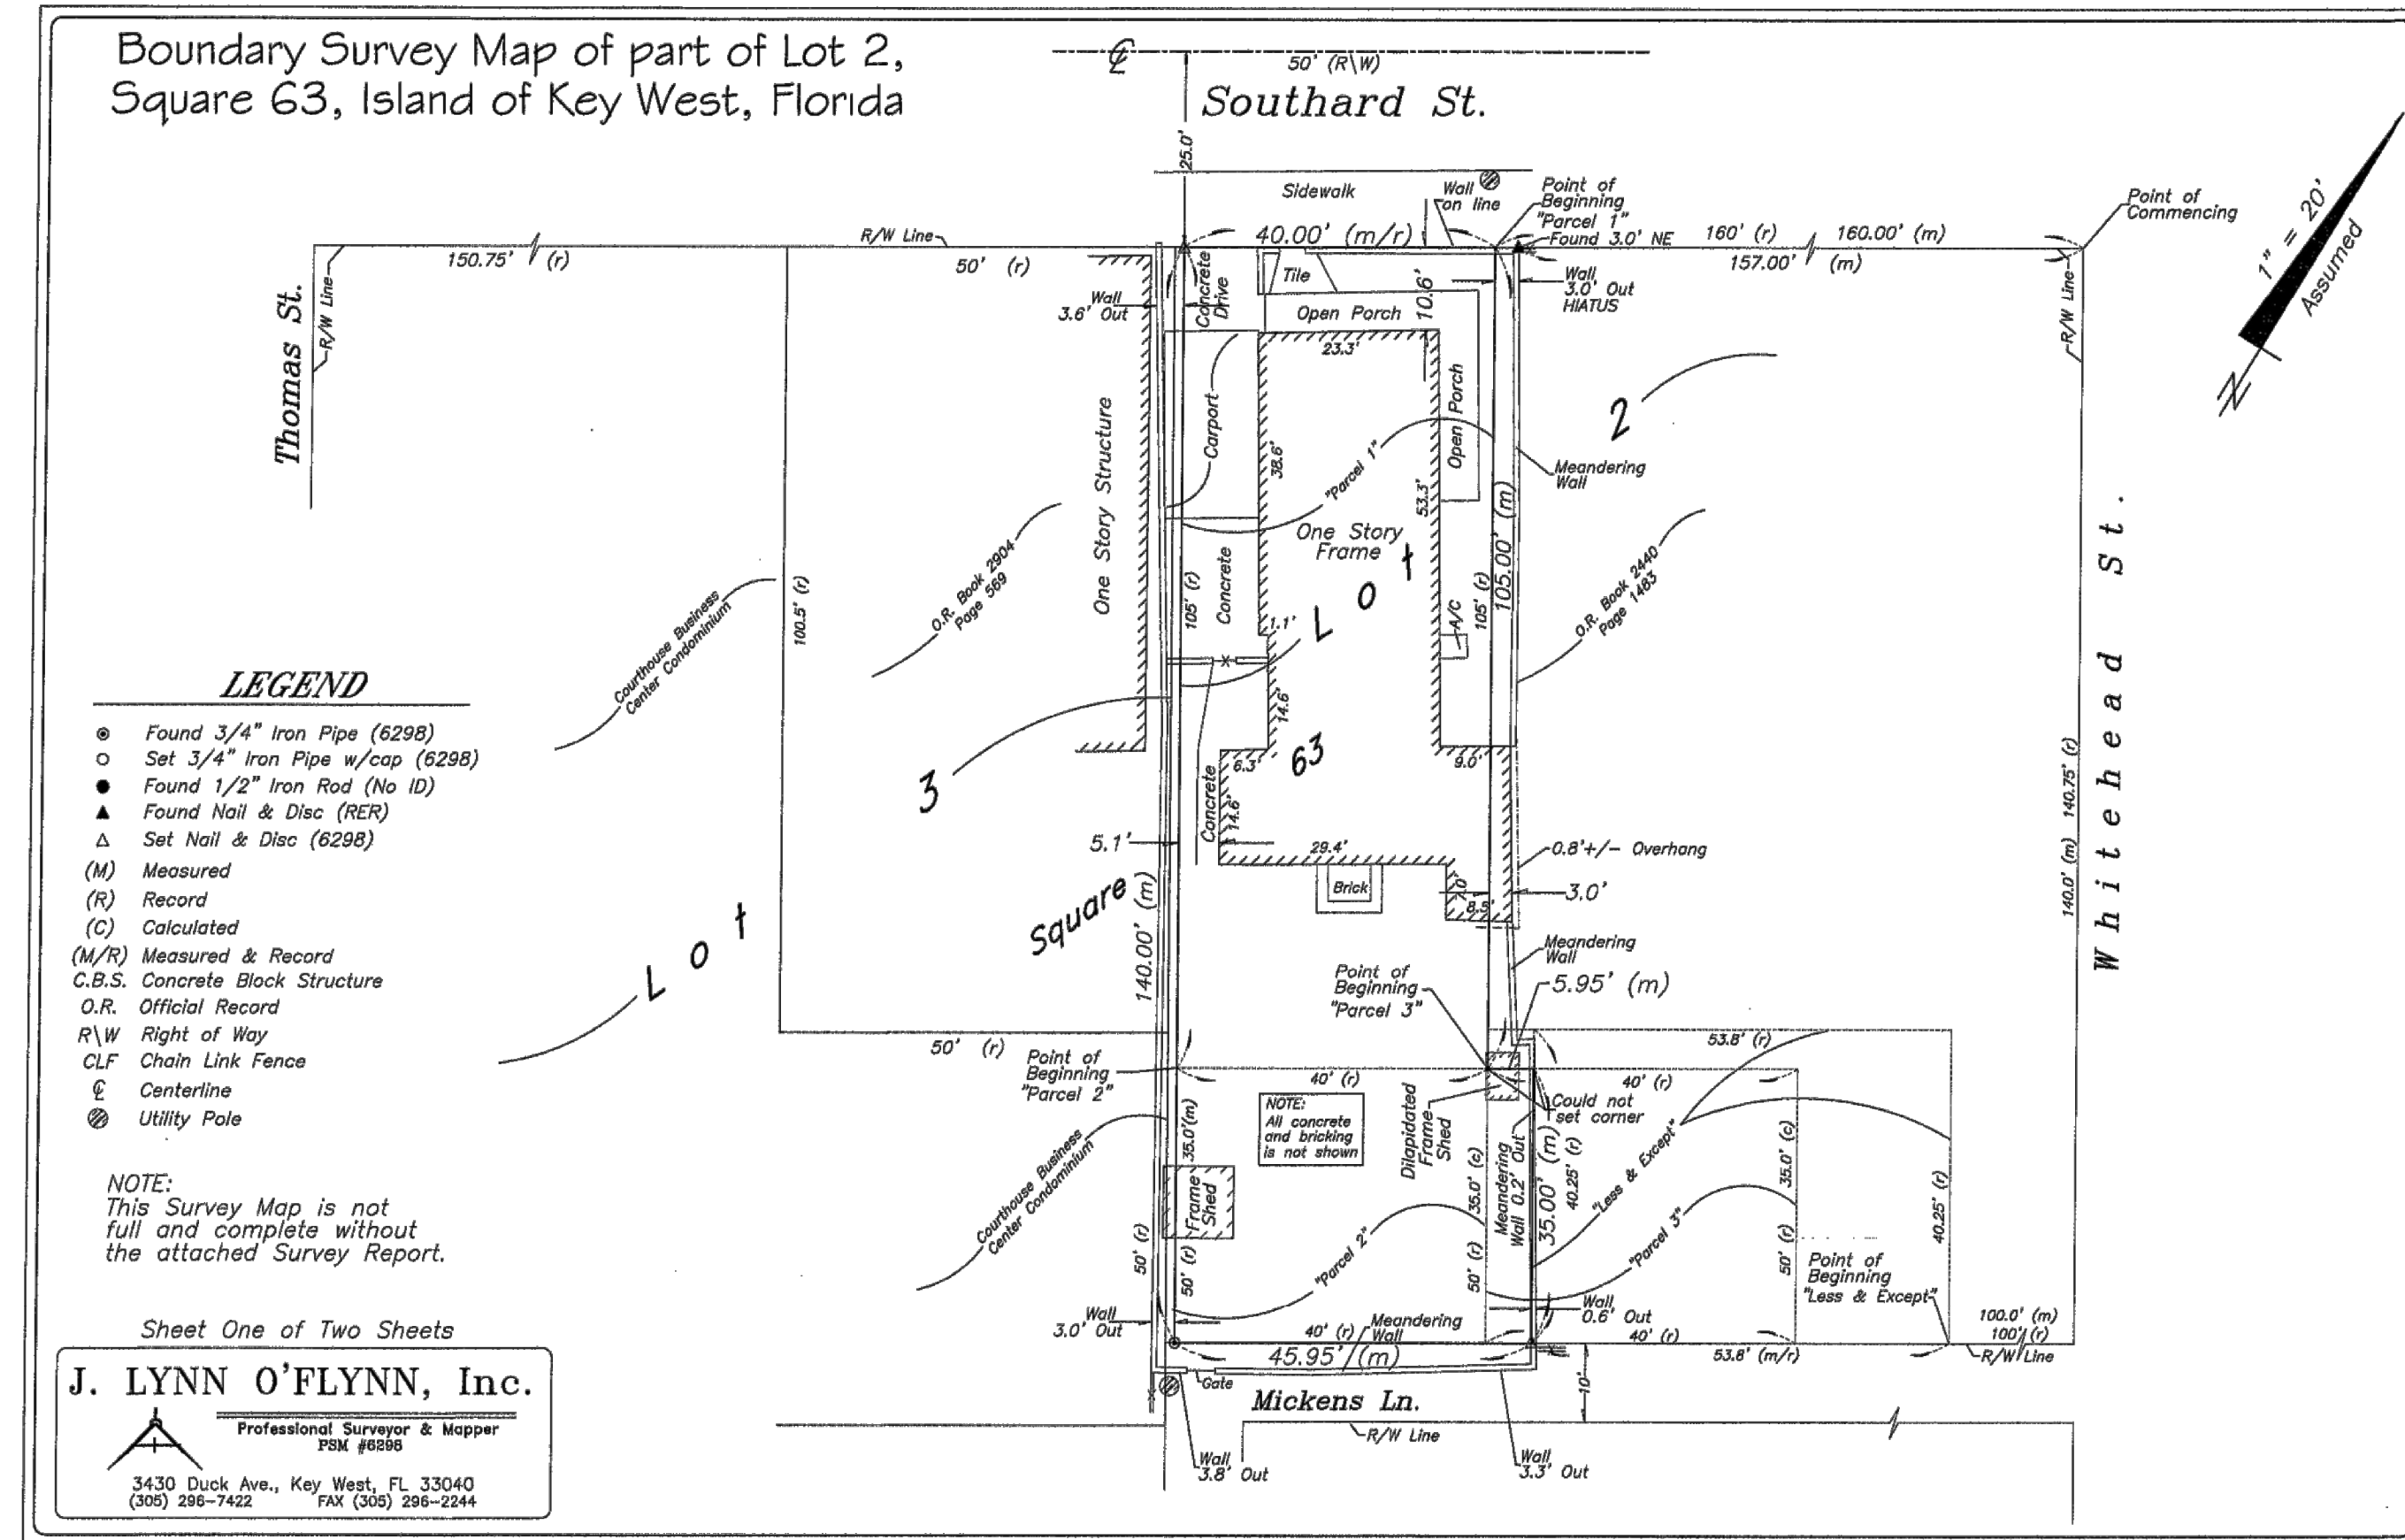 Boundary Survey Map of part of Lot 2,
Square 63, Island of Key West, Florida
℄
50' (R\W)
Southard St.
25.0'
Sidewalk
Wall
on line
Point of
Beginning
"Parcel 1"
Found 3.0' NE
Point of
Commencing
1" = 20'
Assumed
N
R/W Line
150.75' (r)
50' (r)
R/W Line
40.00' (m/r)
160' (r)
160.00' (m)
157.00' (m)
Thomas St.
R/W Line
Wall
3.6' Out
Concrete
Drive
Tile
Open Porch
10.6'
Wall
3.0' Out
HIATUS
23.3'
One Story Structure
Carport
38.6'
"Parcel 1"
53.3'
Open Porch
2
Meandering
Wall
One Story
Frame
105' (r)
Concrete
1.1'
Lot
A/C
105' (r)
105.00' (m)
O.R. Book 2440
Page 1483
O.R. Book 2904
Page 569
100.5' (r)
Courthouse Business
Center Condominium
14.6'
63
6.3'
9.0'
3
Concrete
14.6'
5.1'
29.4'
Brick
7.0'
8.5'
0.8'+/- Overhang
3.0'
Square
140.00' (m)
Lot
Meandering
Wall
5.95' (m)
Point of
Beginning
"Parcel 3"
Whitehead St.
140.0' (m) 140.75' (r)
LEGEND
Found 3/4" Iron Pipe (6298)
Set 3/4" Iron Pipe w/cap (6298)
Found 1/2" Iron Rod (No ID)
Found Nail & Disc (RER)
Set Nail & Disc (6298)
(M) Measured
(R) Record
(C) Calculated
(M/R) Measured & Record
C.B.S. Concrete Block Structure
O.R. Official Record
R\W Right of Way
CLF Chain Link Fence
℄ Centerline
Utility Pole
50' (r)
Point of
Beginning
"Parcel 2"
40' (r)
53.8' (r)
40' (r)
NOTE:
All concrete
and bricking
is not shown
Dilapidated
Frame
Shed
Could not
set corner
35.0'(m)
Frame
Shed
50' (r)
50' (r)
Courthouse Business
Center Condominium
"Parcel 2"
35.0' (c)
50' (r)
Meandering
Wall 0.2' Out
35.00' (m)
40.25' (r)
"Less & Except"
"Parcel 3"
35.0' (c)
50' (r)
40.25' (r)
Point of
Beginning
"Less & Except"
R/W Line
NOTE:
This Survey Map is not
full and complete without
the attached Survey Report.
Wall
3.0' Out
40' (r)
Meandering
Wall
45.95' (m)
Wall
0.6' Out
40' (r)
53.8' (m/r)
100.0' (m)
100' (r)
R/W Line
Gate
Mickens Ln.
10'
R/W Line
Wall
3.8' Out
Wall
3.3' Out
Sheet One of Two Sheets
J. LYNN O'FLYNN, Inc.
Professional Surveyor & Mapper
PSM #6298
3430 Duck Ave., Key West, FL 33040
(305) 296-7422 FAX (305) 296-2244